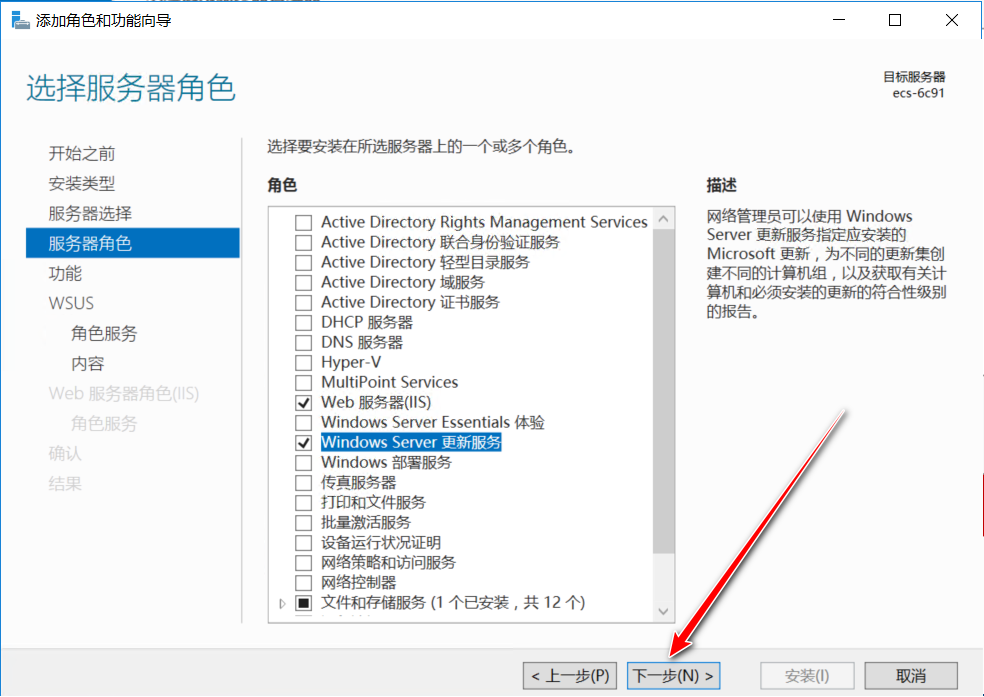 添加角色和功能向导
选择服务器角色
目标服务器
ecs-6c91
开始之前
安装类型
服务器选择
服务器角色
功能
WSUS
角色服务
内容
Web 服务器角色(IIS)
角色服务
确认
结果
选择要安装在所选服务器上的一个或多个角色。
角色
Active Directory Rights Management Services
Active Directory 联合身份验证服务
Active Directory 轻型目录服务
Active Directory 域服务
Active Directory 证书服务
DHCP 服务器
DNS 服务器
Hyper-V
MultiPoint Services
Web 服务器(IIS)
Windows Server Essentials 体验
Windows Server 更新服务
Windows 部署服务
传真服务器
打印和文件服务
批量激活服务
设备运行状况证明
网络策略和访问服务
网络控制器
文件和存储服务 (1 个已安装，共 12 个)
描述
网络管理员可以使用 Windows
Server 更新服务指定应安装的
Microsoft 更新，为不同的更新集创
建不同的计算机组，以及获取有关计
算机和必须安装的更新的符合性级别
的报告。
< 上一步(P)
下一步(N) >
安装(I)
取消